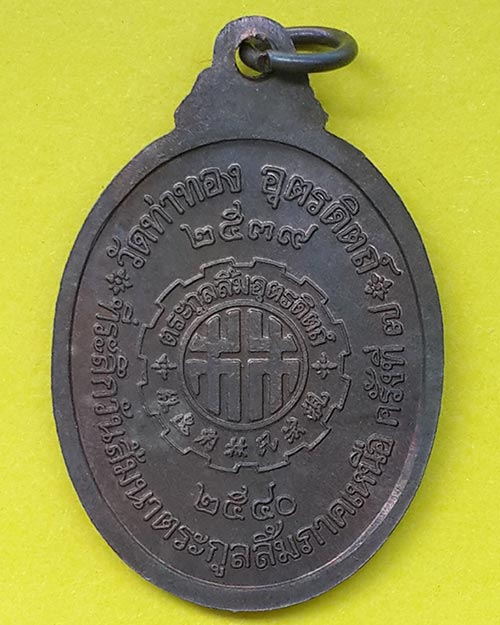 วัดท่าทอง อุตรดิตถ์
๒๕๓๙
ตระกูลลิ้มอุตรดิตถ์
林
๒๕๔๐
ที่ระลึกงานสัมนาตระกูลลิ้มภาคเหนือ ครั้งที่ ๒